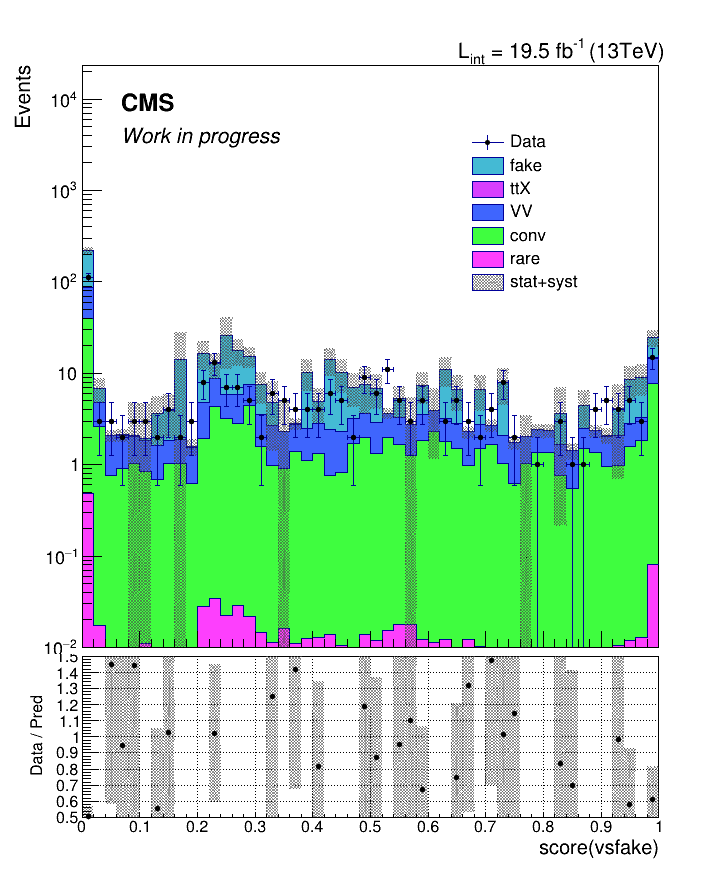 L_int = 19.5 fb^-1 (13TeV)
Events
CMS
Work in progress
Data
fake
ttX
VV
conv
rare
stat+syst
10^4
10^3
10^2
10
1
10^-1
10^-2
Data / Pred
1.5
1.4
1.3
1.2
1.1
1
0.9
0.8
0.7
0.6
0.5
0 0.1 0.2 0.3 0.4 0.5 0.6 0.7 0.8 0.9 1
score(vsfake)